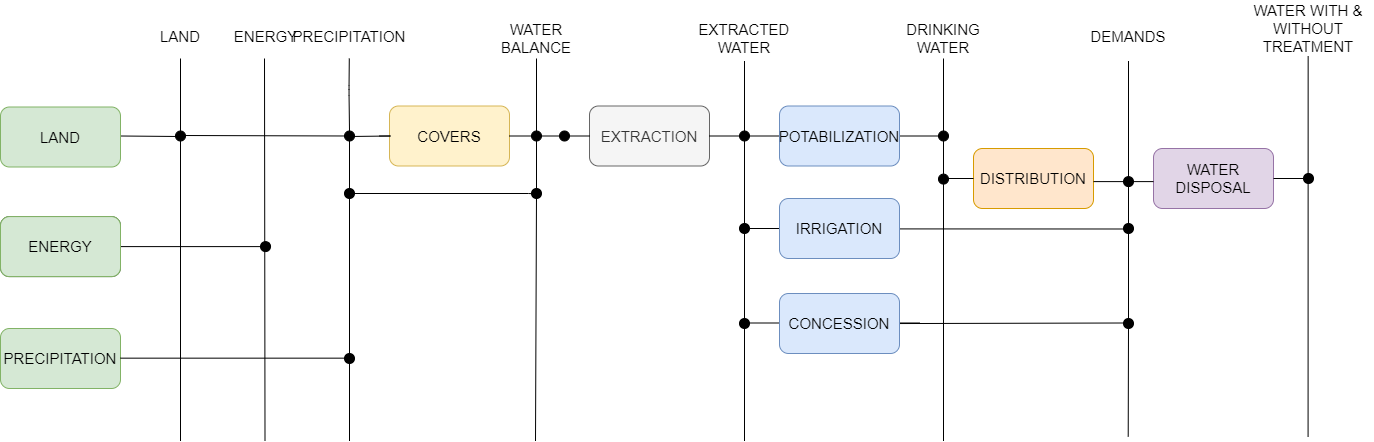 LAND
ENERGY
PRECIPITATION
WATER
BALANCE
EXTRACTED
WATER
DRINKING
WATER
DEMANDS
WATER WITH &
WITHOUT
TREATMENT
LAND
COVERS
EXTRACTION
POTABILIZATION
DISTRIBUTION
WATER
DISPOSAL
IRRIGATION
ENERGY
CONCESSION
PRECIPITATION